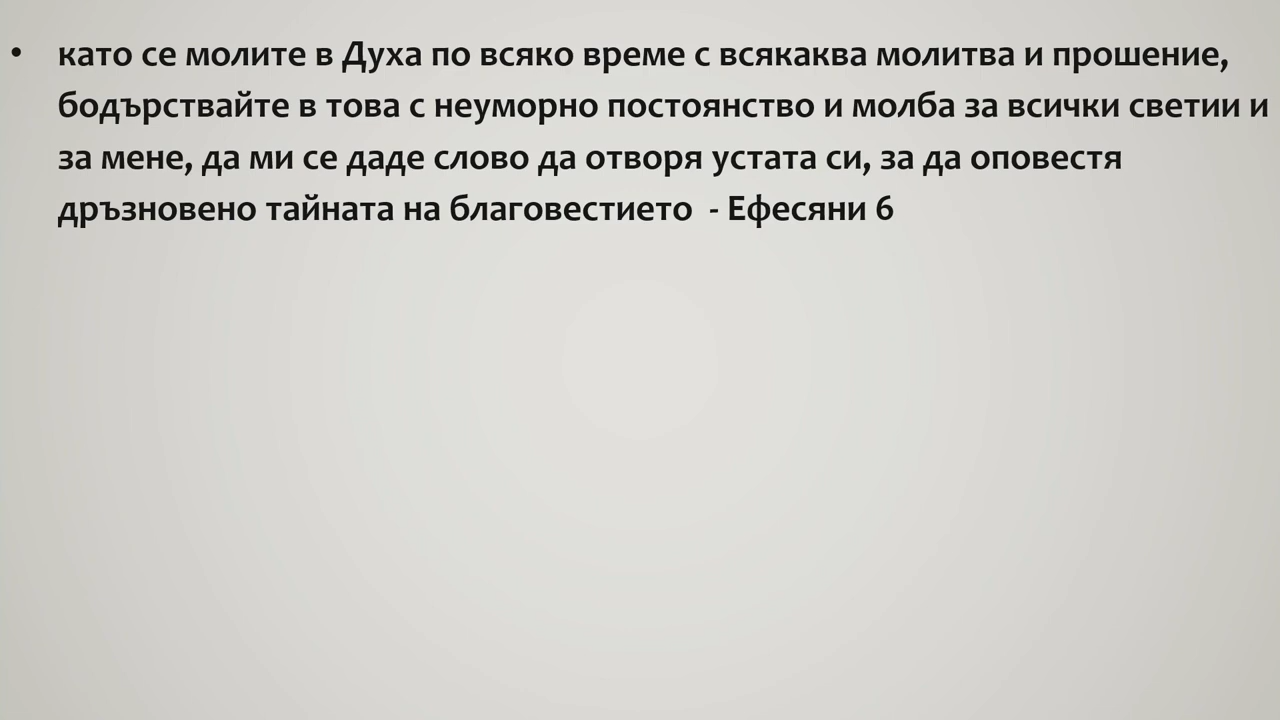 • като се молите в Духа по всяко време с всякаква молитва и прошение,
бодърствайте в това с неуморно постоянство и молба за всички светии и
за мене, да ми се даде слово да отворя устата си, за да оповестя
дръзновено тайната на благовестието  - Ефесяни 6